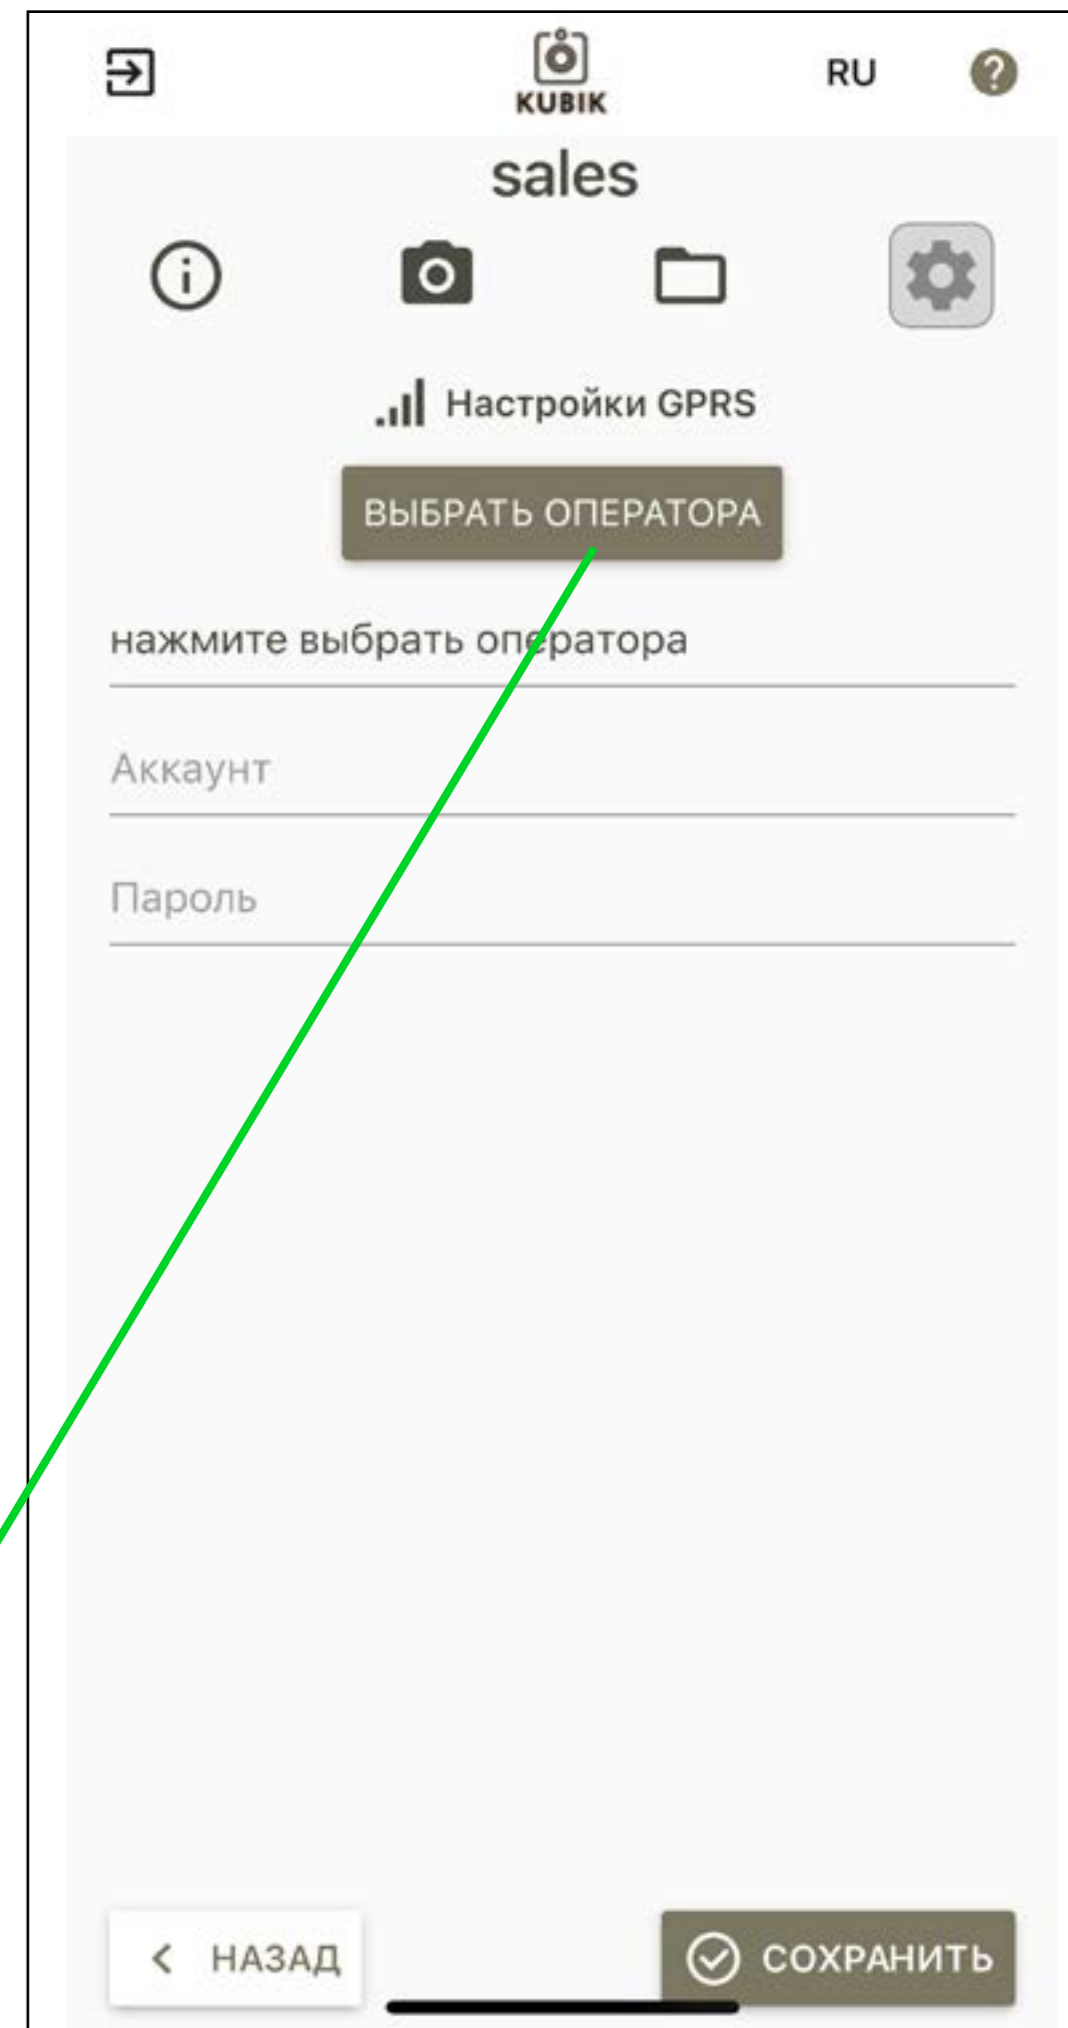 KUBIK
RU
?
sales
Настройки GPRS
ВЫБРАТЬ ОПЕРАТОРА
нажмите выбрать оператора
Аккаунт
Пароль
НАЗАД
СОХРАНИТЬ